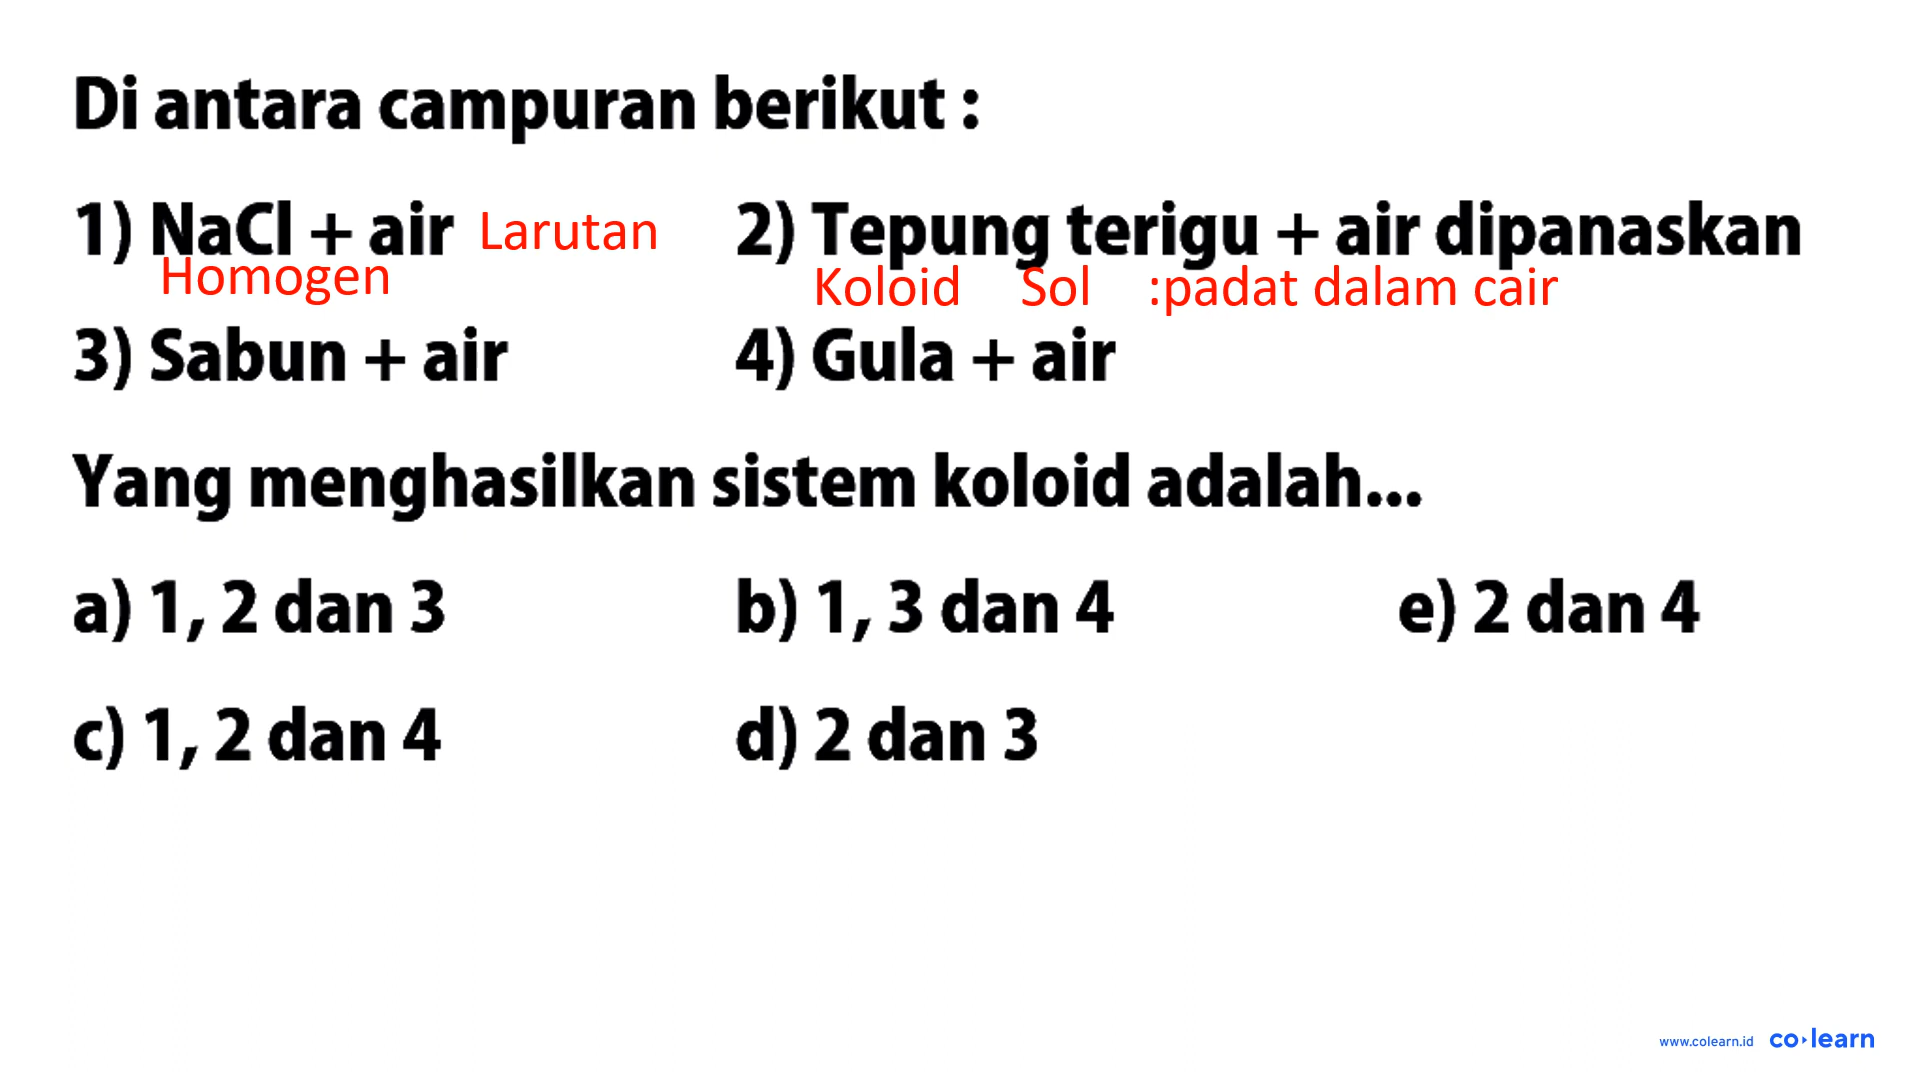 Di antara campuran berikut :
1) NaCl + air Larutan 2) Tepung terigu + air dipanaskan
Homogen Koloid Sol :padat dalam cair
3) Sabun + air 4) Gula + air
Yang menghasilkan sistem koloid adalah...
a) 1, 2 dan 3 b) 1, 3 dan 4 e) 2 dan 4
c) 1, 2 dan 4 d) 2 dan 3
www.colearn.id co learn